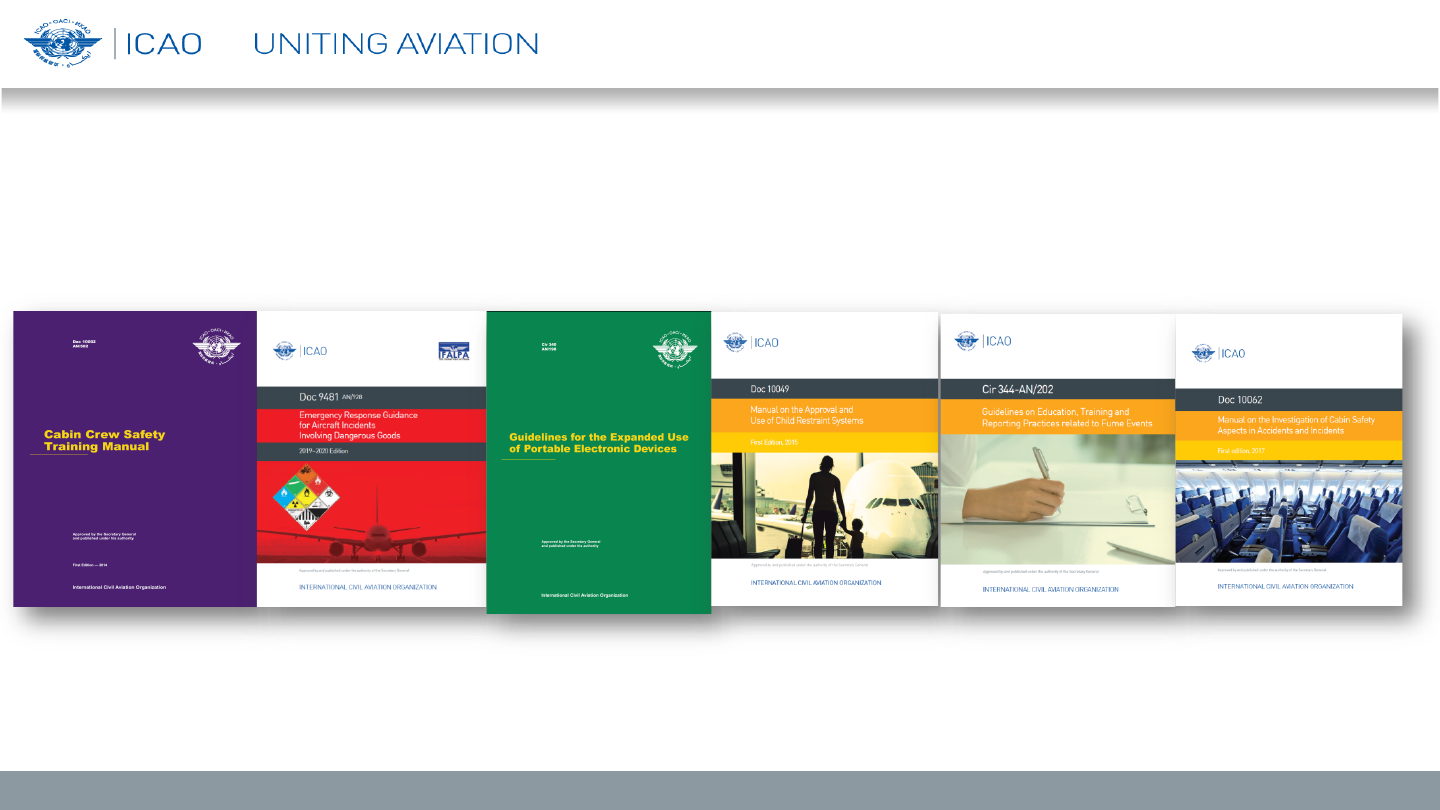 ICAO
UNITING AVIATION
Doc 10002
AN/502
Cabin Crew Safety
Training Manual
Approved by the Secretary General
and published under his authority
First Edition — 2014
International Civil Aviation Organization
ICAO
IFALPA
Doc 9481 AN/928
Emergency Response Guidance
for Aircraft Incidents
Involving Dangerous Goods
2019–2020 Edition
Approved by and published under the authority of the Secretary General
INTERNATIONAL CIVIL AVIATION ORGANIZATION
Cir 340
AN/198
Guidelines for the Expanded Use
of Portable Electronic Devices
Approved by the Secretary General
and published under his authority
International Civil Aviation Organization
ICAO
Doc 10049
Manual on the Approval and
Use of Child Restraint Systems
First Edition, 2015
Approved by and published under the authority of the Secretary General
INTERNATIONAL CIVIL AVIATION ORGANIZATION
ICAO
Cir 344-AN/202
Guidelines on Education, Training and
Reporting Practices related to Fume Events
Approved by and published under the authority of the Secretary General
INTERNATIONAL CIVIL AVIATION ORGANIZATION
ICAO
Doc 10062
Manual on the Investigation of Cabin Safety
Aspects in Accidents and Incidents
First edition, 2017
Approved by and published under the authority of the Secretary General
INTERNATIONAL CIVIL AVIATION ORGANIZATION